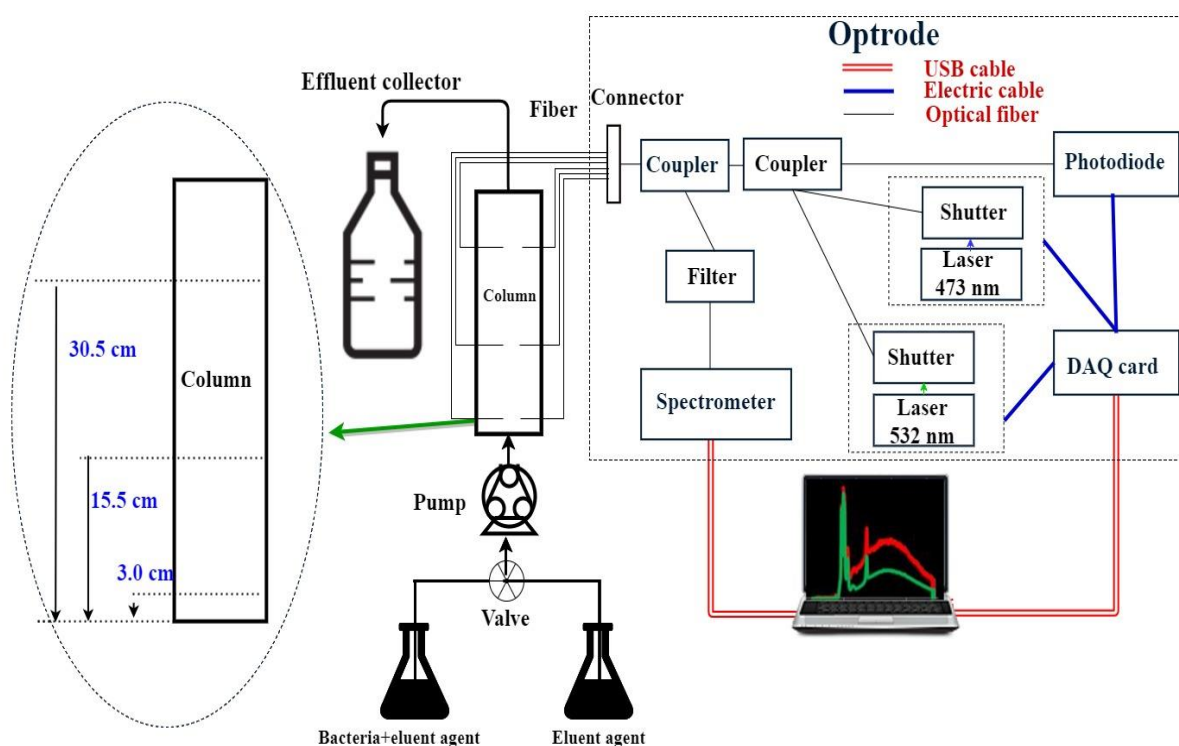 Optrode
USB cable
Electric cable
Optical fiber
Effluent collector
Fiber Connector
Coupler
Coupler
Photodiode
Shutter
Laser
473 nm
Filter
Column
Shutter
Laser
532 nm
DAQ card
Spectrometer
30.5 cm
Column
15.5 cm
3.0 cm
Pump
Valve
Bacteria+eluent agent
Eluent agent